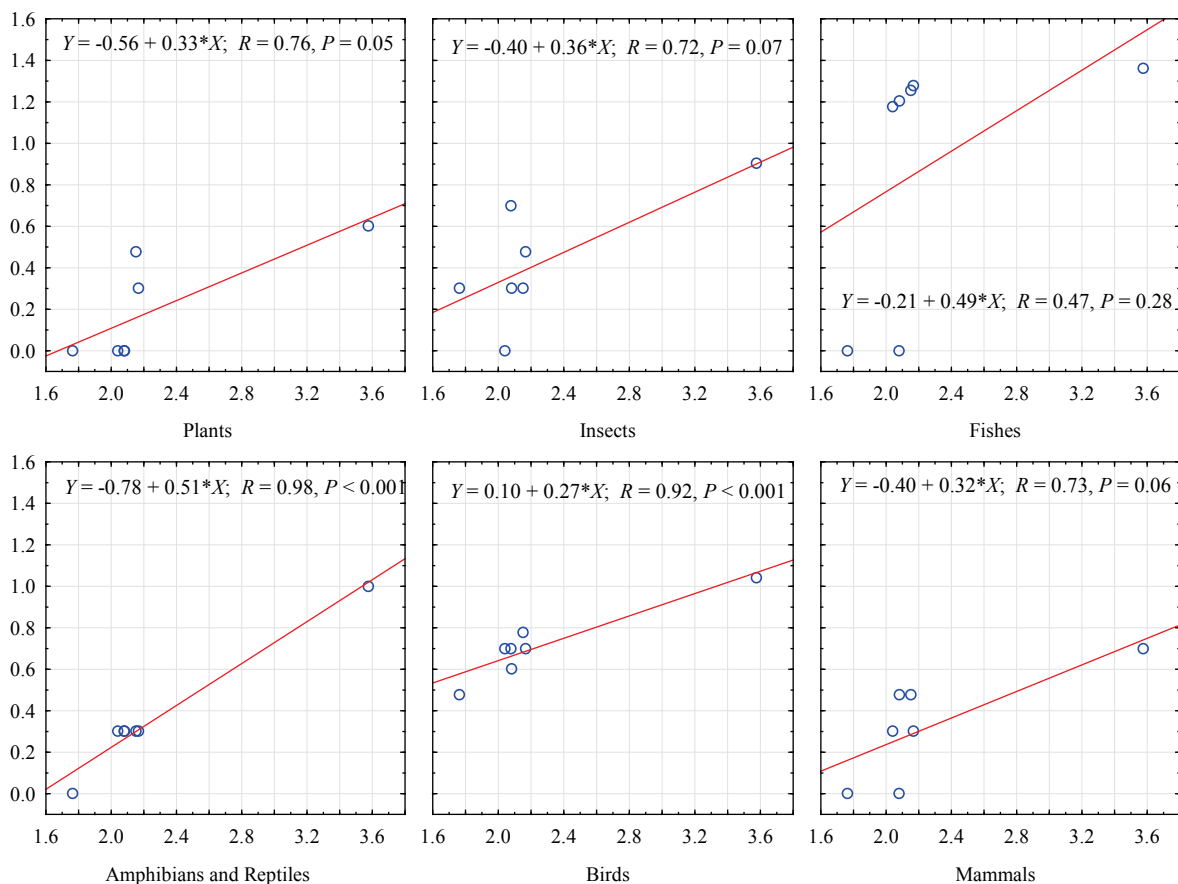 Y = -0.56 + 0.33*X; R = 0.76, P = 0.05
Y = -0.40 + 0.36*X; R = 0.72, P = 0.07
1.6
1.4
1.2
1.0
0.8
0.6
0.4
0.2
0.0
Y = -0.21 + 0.49*X; R = 0.47, P = 0.28
1.6 2.0 2.4 2.8 3.2 3.6
1.6 2.0 2.4 2.8 3.2 3.6
1.6 2.0 2.4 2.8 3.2 3.6
Plants
Insects
Fishes
Y = -0.78 + 0.51*X; R = 0.98, P < 0.001
Y = 0.10 + 0.27*X; R = 0.92, P < 0.001
Y = -0.40 + 0.32*X; R = 0.73, P = 0.06
1.6
1.4
1.2
1.0
0.8
0.6
0.4
0.2
0.0
1.6 2.0 2.4 2.8 3.2 3.6
1.6 2.0 2.4 2.8 3.2 3.6
1.6 2.0 2.4 2.8 3.2 3.6
Amphibians and Reptiles
Birds
Mammals